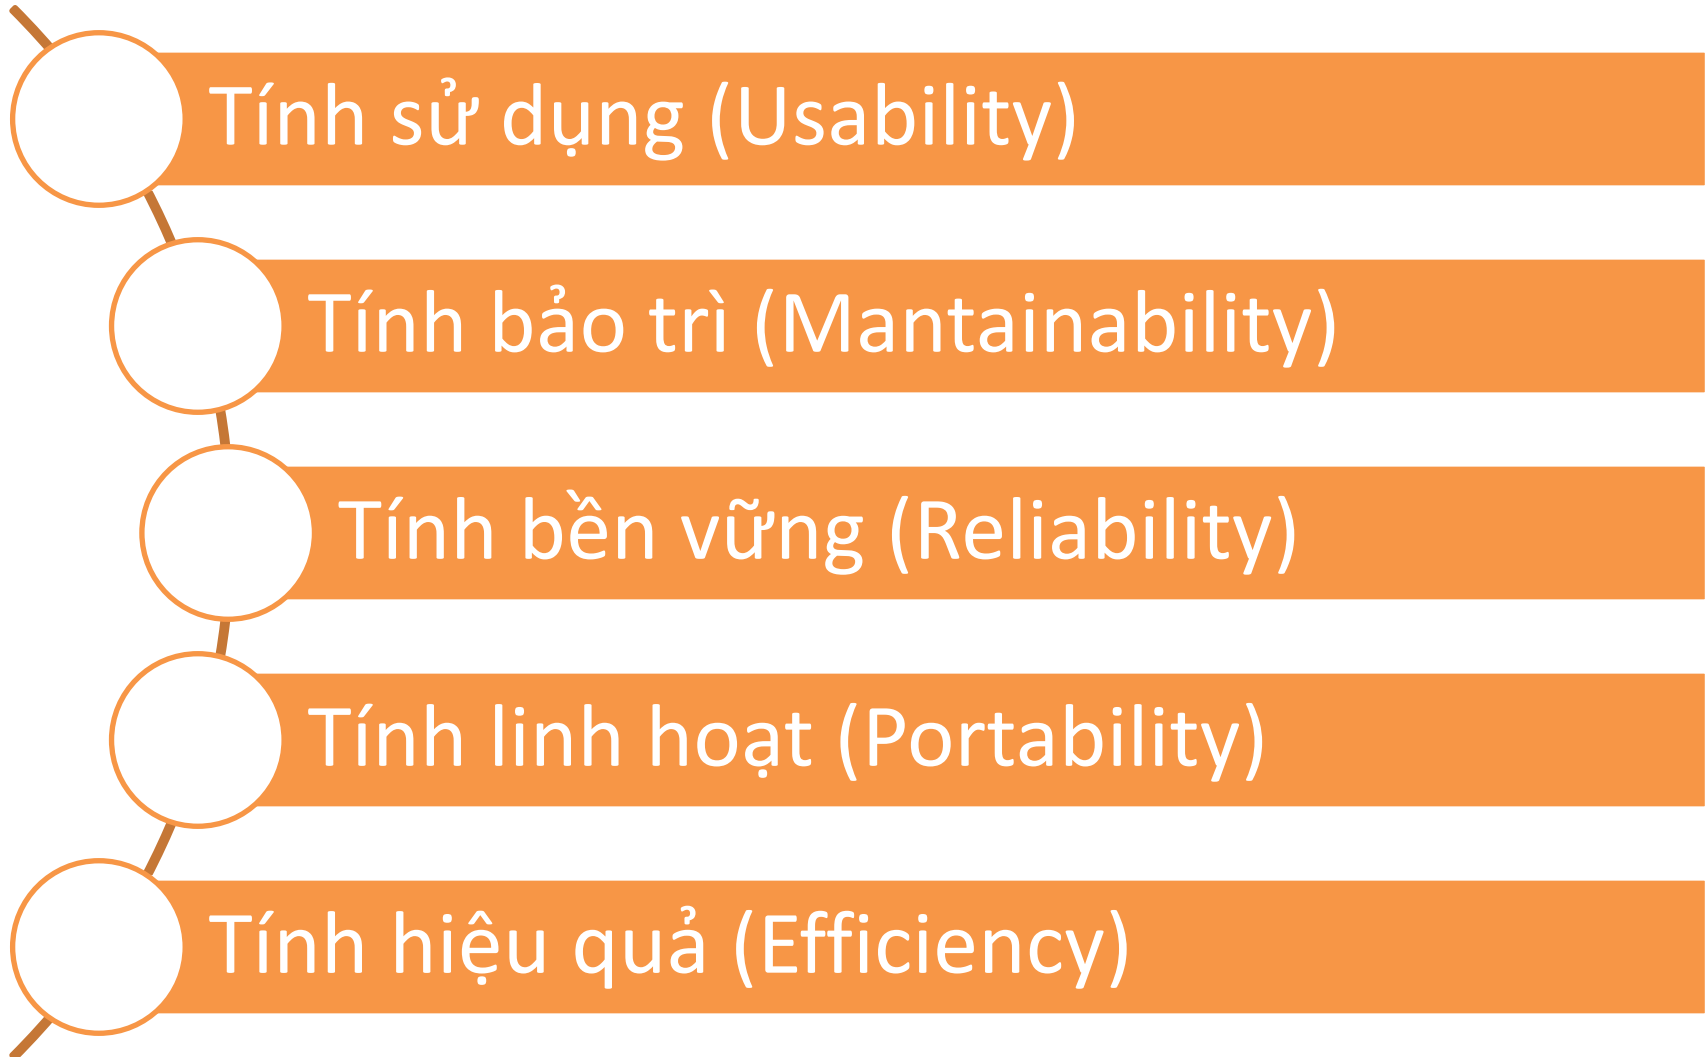 Tính sử dụng (Usability)
Tính bảo trì (Mantainability)
Tính bền vững (Reliability)
Tính linh hoạt (Portability)
Tính hiệu quả (Efficiency)